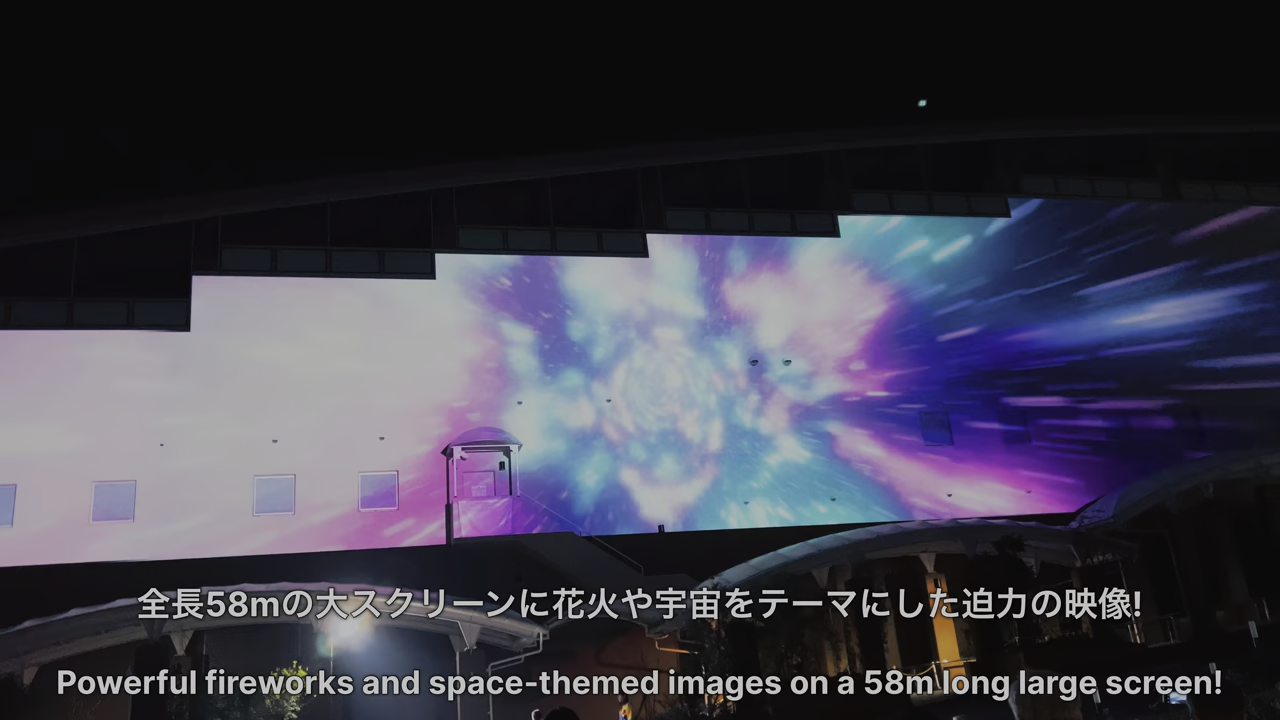 全長58mの大スクリーンに花火や宇宙をテーマにした迫力の映像!
Powerful fireworks and space-themed images on a 58m long large screen!